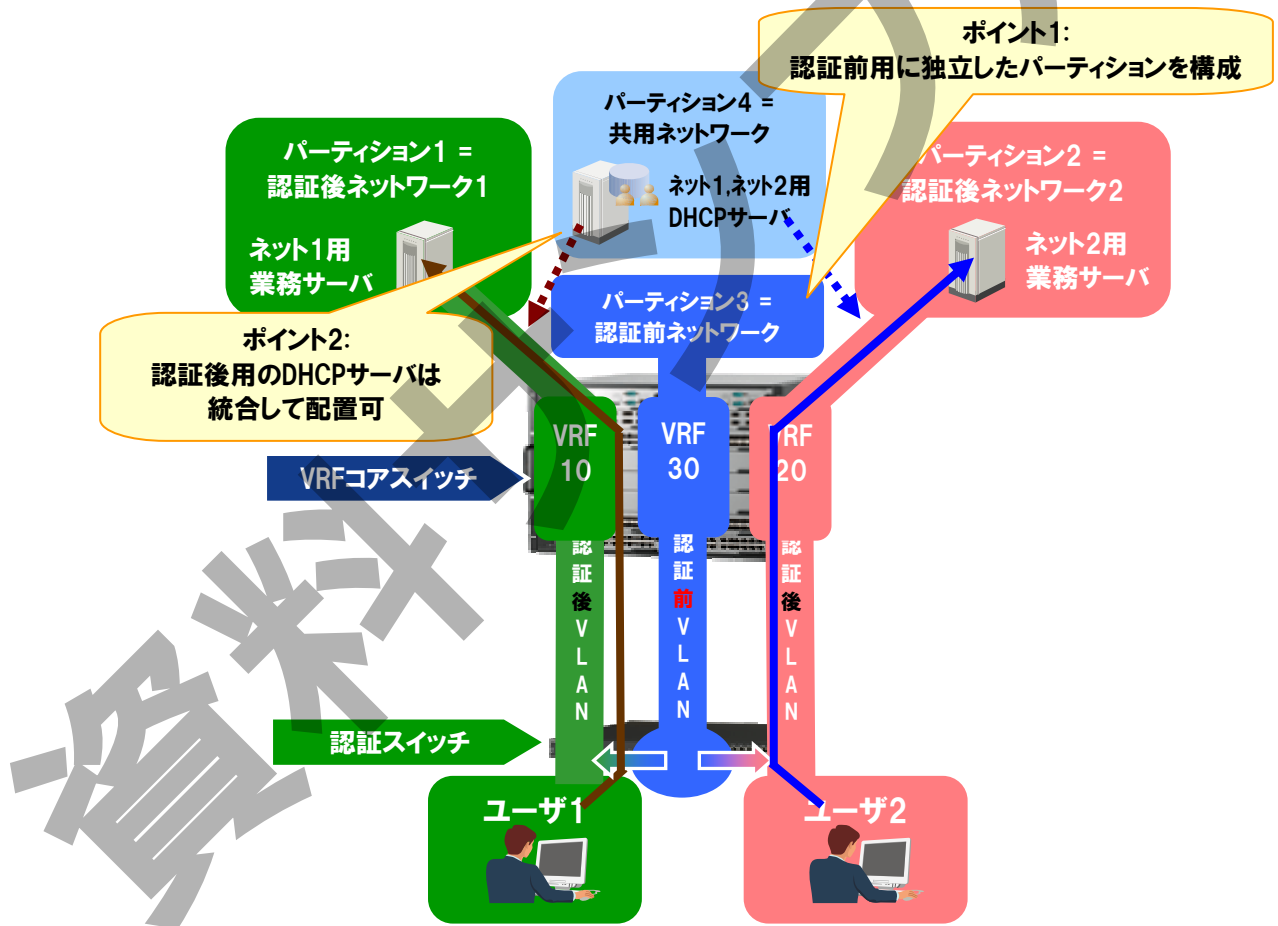 ポイント1:
認証前用に独立したパーティションを構成
パーティション4 =
共用ネットワーク
ネット1,ネット2用
DHCPサーバ
パーティション1 =
認証後ネットワーク1
ネット1用
業務サーバ
パーティション2 =
認証後ネットワーク2
ネット2用
業務サーバ
パーティション3 =
認証前ネットワーク
ポイント2:
認証後用のDHCPサーバは
統合して配置可
VRF
10
VRF
30
VRF
20
VRFコアスイッチ
認証後VLAN
認証前VLAN
認証後VLAN
認証スイッチ
ユーザ1
ユーザ2